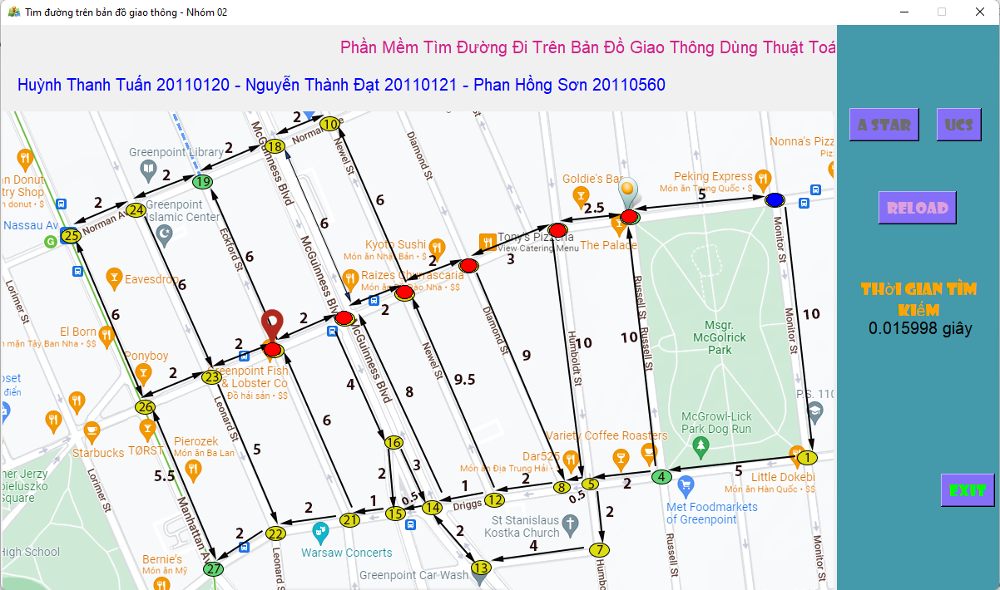 Tìm đường trên bản đồ giao thông - Nhóm 02
Phần Mềm Tìm Đường Đi Trên Bản Đồ Giao Thông Dùng Thuật Toá
Huỳnh Thanh Tuấn 20110120 - Nguyễn Thành Đạt 20110121 - Phan Hồng Sơn 20110560
A STAR
UCS
RELOAD
THỜI GIAN TÌM
KIẾM
0.015998 giây
EXIT
2
10
Norman
18
2
McGuinness Blvd
Newel St
Diamond St
Nonna's Pizz
Piz
Greenpoint Library
19
2
n Donut
try Shop
n donut · $
2
24
Greenpoint
Islamic Center
6
6
Goldie's Bar
Peking Express
Món ăn Trung Quốc · $
5
2.5
Nassau Av
25
Norman Av
G
Eckford St
McGuinness Blvd
Kyoto Sushi
Món ăn Nhật Bản · $
Tony's Pizzeria
View Catering Menu
The Palace
3
2
Monitor St
Eavesdrop
6
6
Raizes Churrascaria
Món ăn Bồ Đào Nha · $$
2
Lorimer St
6
El Born
Món ăn mặn Tây Ban Nha · $$
2
2
Russell St
10
Monitor St
Msgr.
McGolrick
Park
10
10
Humboldt St
Russell St
Diamond St
9
Ponyboy
2
23
Greenpoint Fish
& Lobster Co
Đồ hải sản · $$
McGuinness Blvd
Newel St
9.5
8
4
26
6
Leonard St
5
Starbucks
TØRST
Pierozek
Món ăn Ba Lan
16
3
2
McGrowl-Lick
Park Dog Run
P.S. 110
Variety Coffee Roasters
Dar525
Món ăn Địa Trung Hải ·
1
5
Little Dokebi
Món ăn Hàn Quốc · $$
4
2
5
8
0.5
2
12
1
Driggs
14
0.5
15
1
21
2
22
2
27
5.5
Manhattan Av
Lorimer St
ner Jerzy
pieluszko
Square
Met Foodmarkets
of Greenpoint
St Stanislaus
Kostka Church
2
2
7
4
13
Greenpoint Car Wash
Warsaw Concerts
High School
Bernie's
Món ăn Mỹ
Leonard St
Humb
Russell St
Monitor St